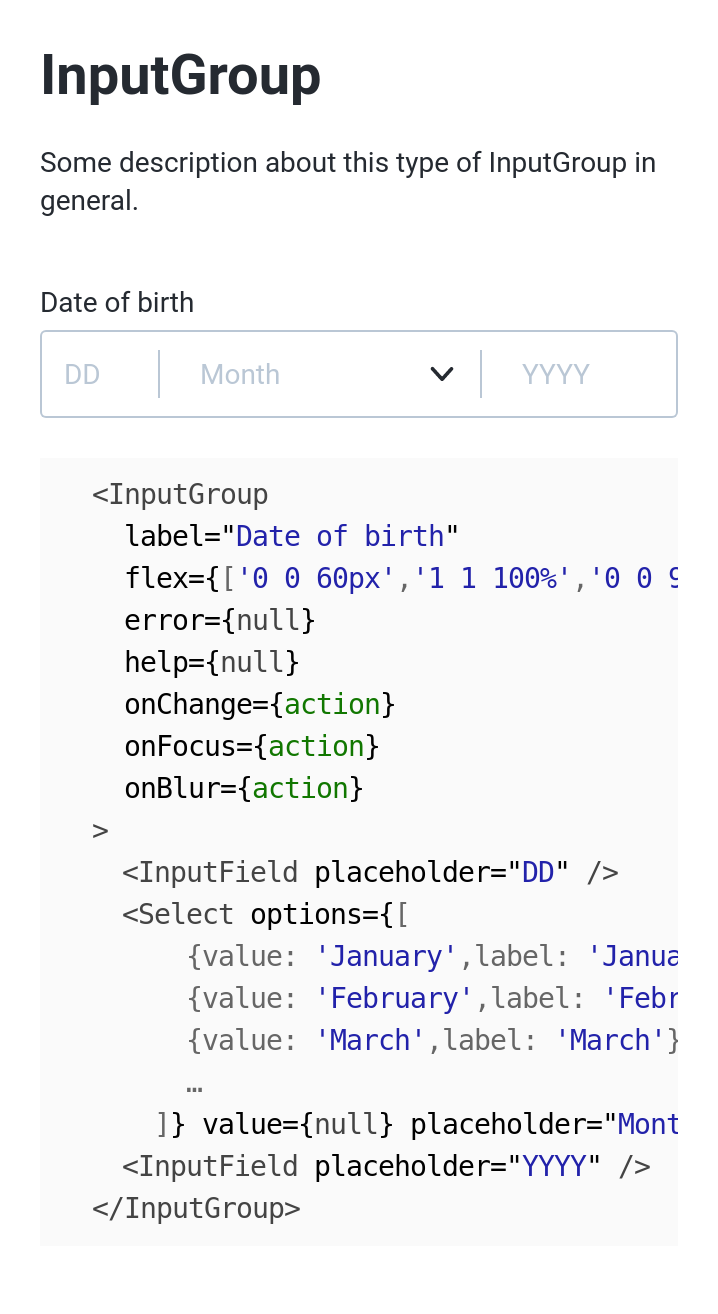 InputGroup
Some description about this type of InputGroup in
general.
Date of birth
DD Month YYYY
<InputGroup
label="Date of birth"
flex={['0 0 60px','1 1 100%','0 0 9
error={null}
help={null}
onChange={action}
onFocus={action}
onBlur={action}
>
<InputField placeholder="DD" />
<Select options={[
{value: 'January',label: 'Janua
{value: 'February',label: 'Febr
{value: 'March',label: 'March'}
…
]} value={null} placeholder="Mont
<InputField placeholder="YYYY" />
</InputGroup>